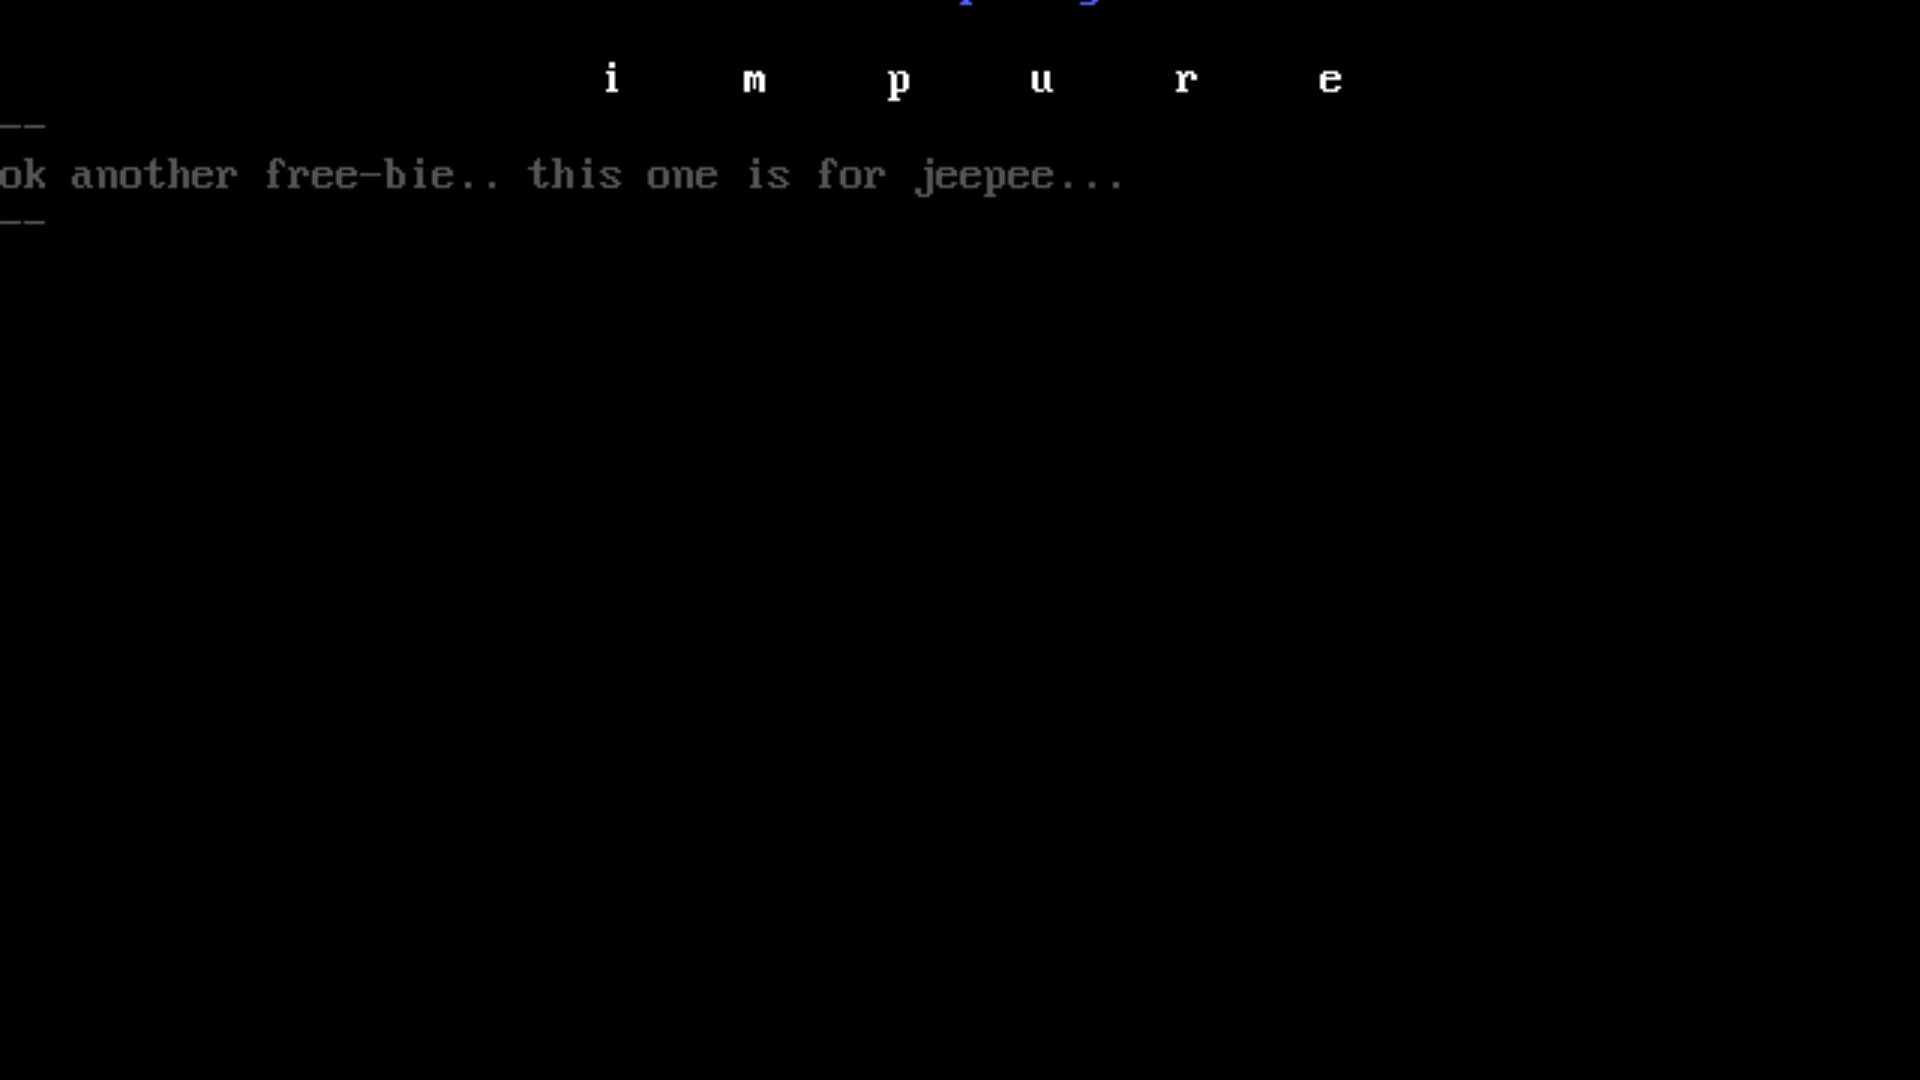 i m p u r e
--
ok another free-bie.. this one is for jeepee...
--